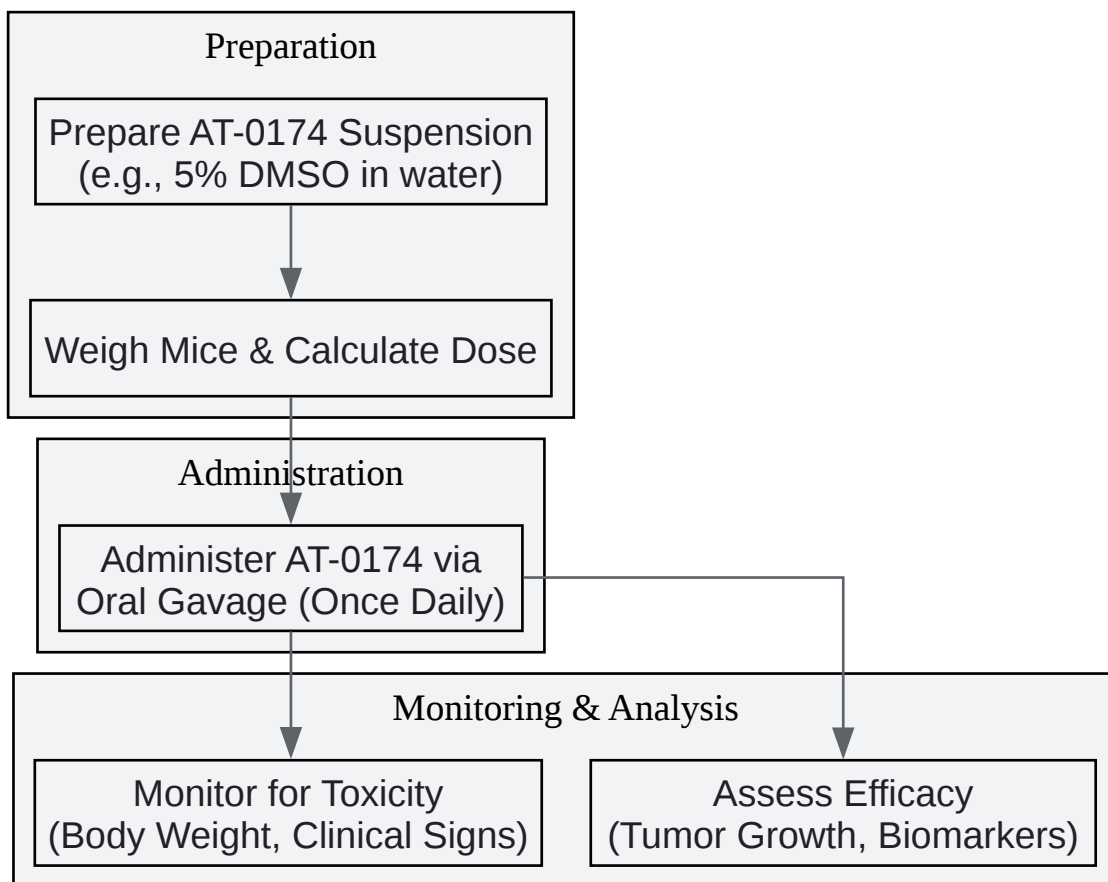 Preparation
Prepare AT-0174 Suspension
(e.g., 5% DMSO in water)
Weigh Mice & Calculate Dose
Administration
Administer AT-0174 via
Oral Gavage (Once Daily)
Monitoring & Analysis
Monitor for Toxicity
(Body Weight, Clinical Signs)
Assess Efficacy
(Tumor Growth, Biomarkers)